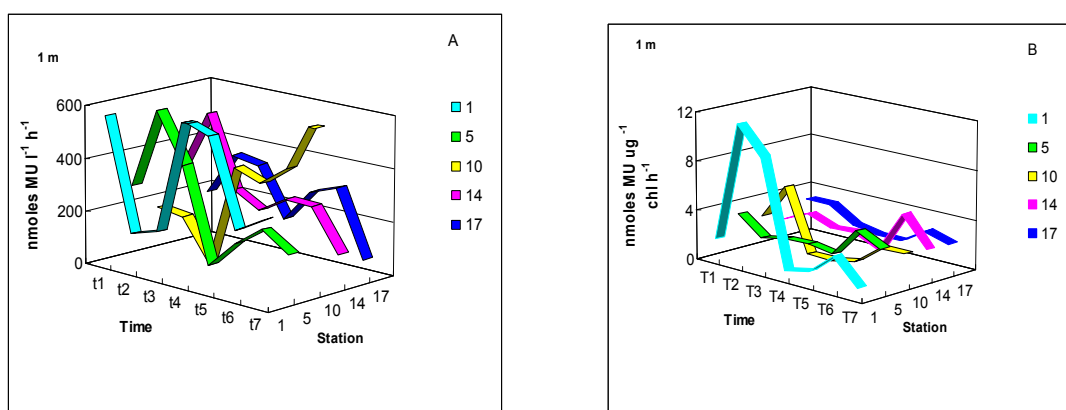 A
1 m
600
400
200
0
nmoles MU l⁻¹ h⁻¹
t1
t2
t3
t4
t5
t6
t7
Time
1
5
10
14
17
Station
1
5
10
14
17
B
1 m
12
8
4
0
nmoles MU ug ⁻¹
chl h⁻¹
T1
T2
T3
T4
T5
T6
T7
Time
1
5
10
14
17
Station
1
5
10
14
17